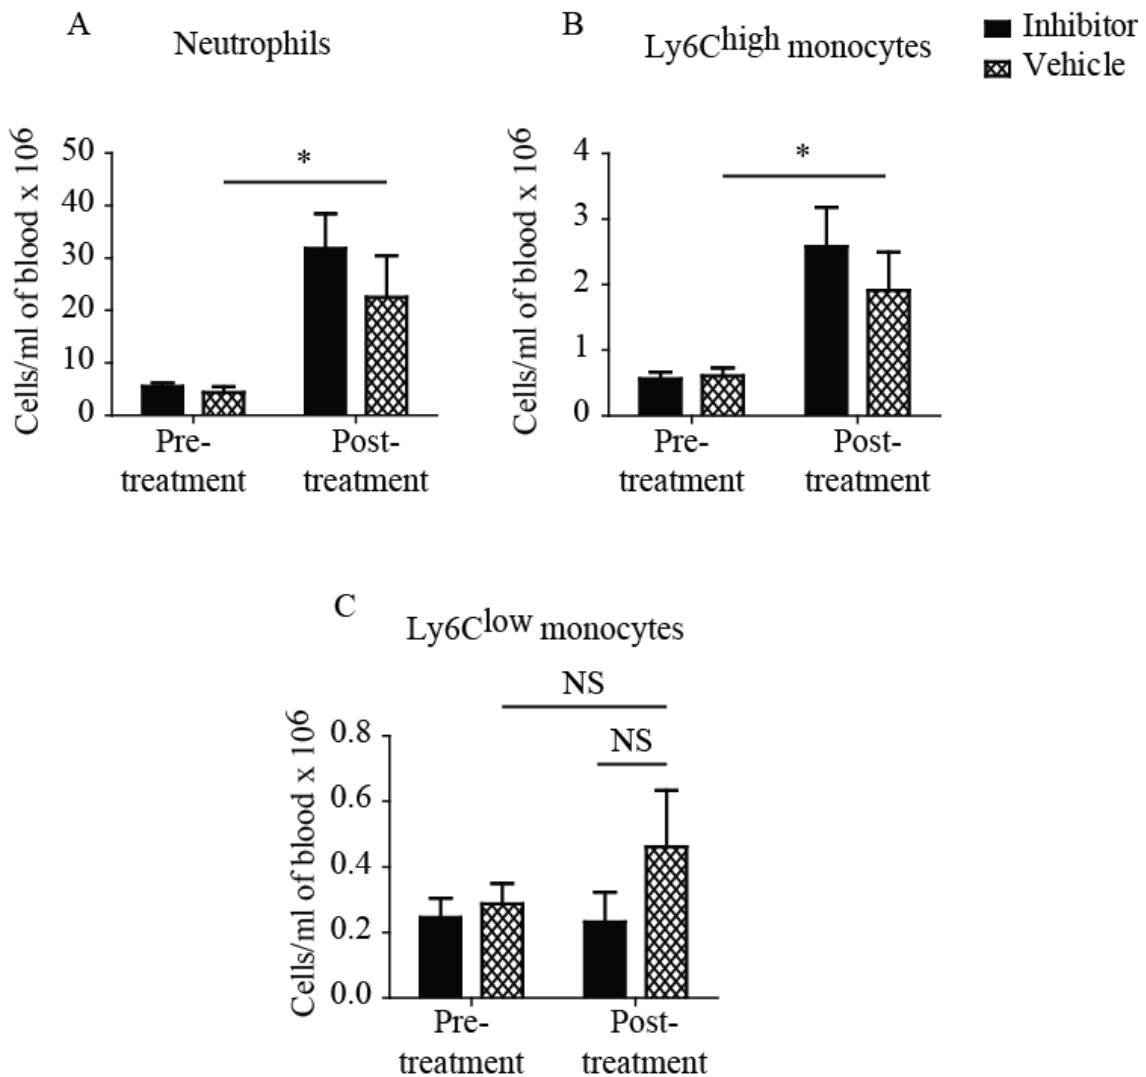 A
Neutrophils
B
Ly6Chigh monocytes
Inhibitor
Vehicle
Cells/ml of blood x 106
50
40
30
20
10
0
*
Pre-
treatment
Post-
treatment
Cells/ml of blood x 106
4
3
2
1
0
*
Pre-
treatment
Post-
treatment
C
Ly6Clow monocytes
NS
NS
Cells/ml of blood x 106
0.8
0.6
0.4
0.2
0.0
Pre-
treatment
Post-
treatment